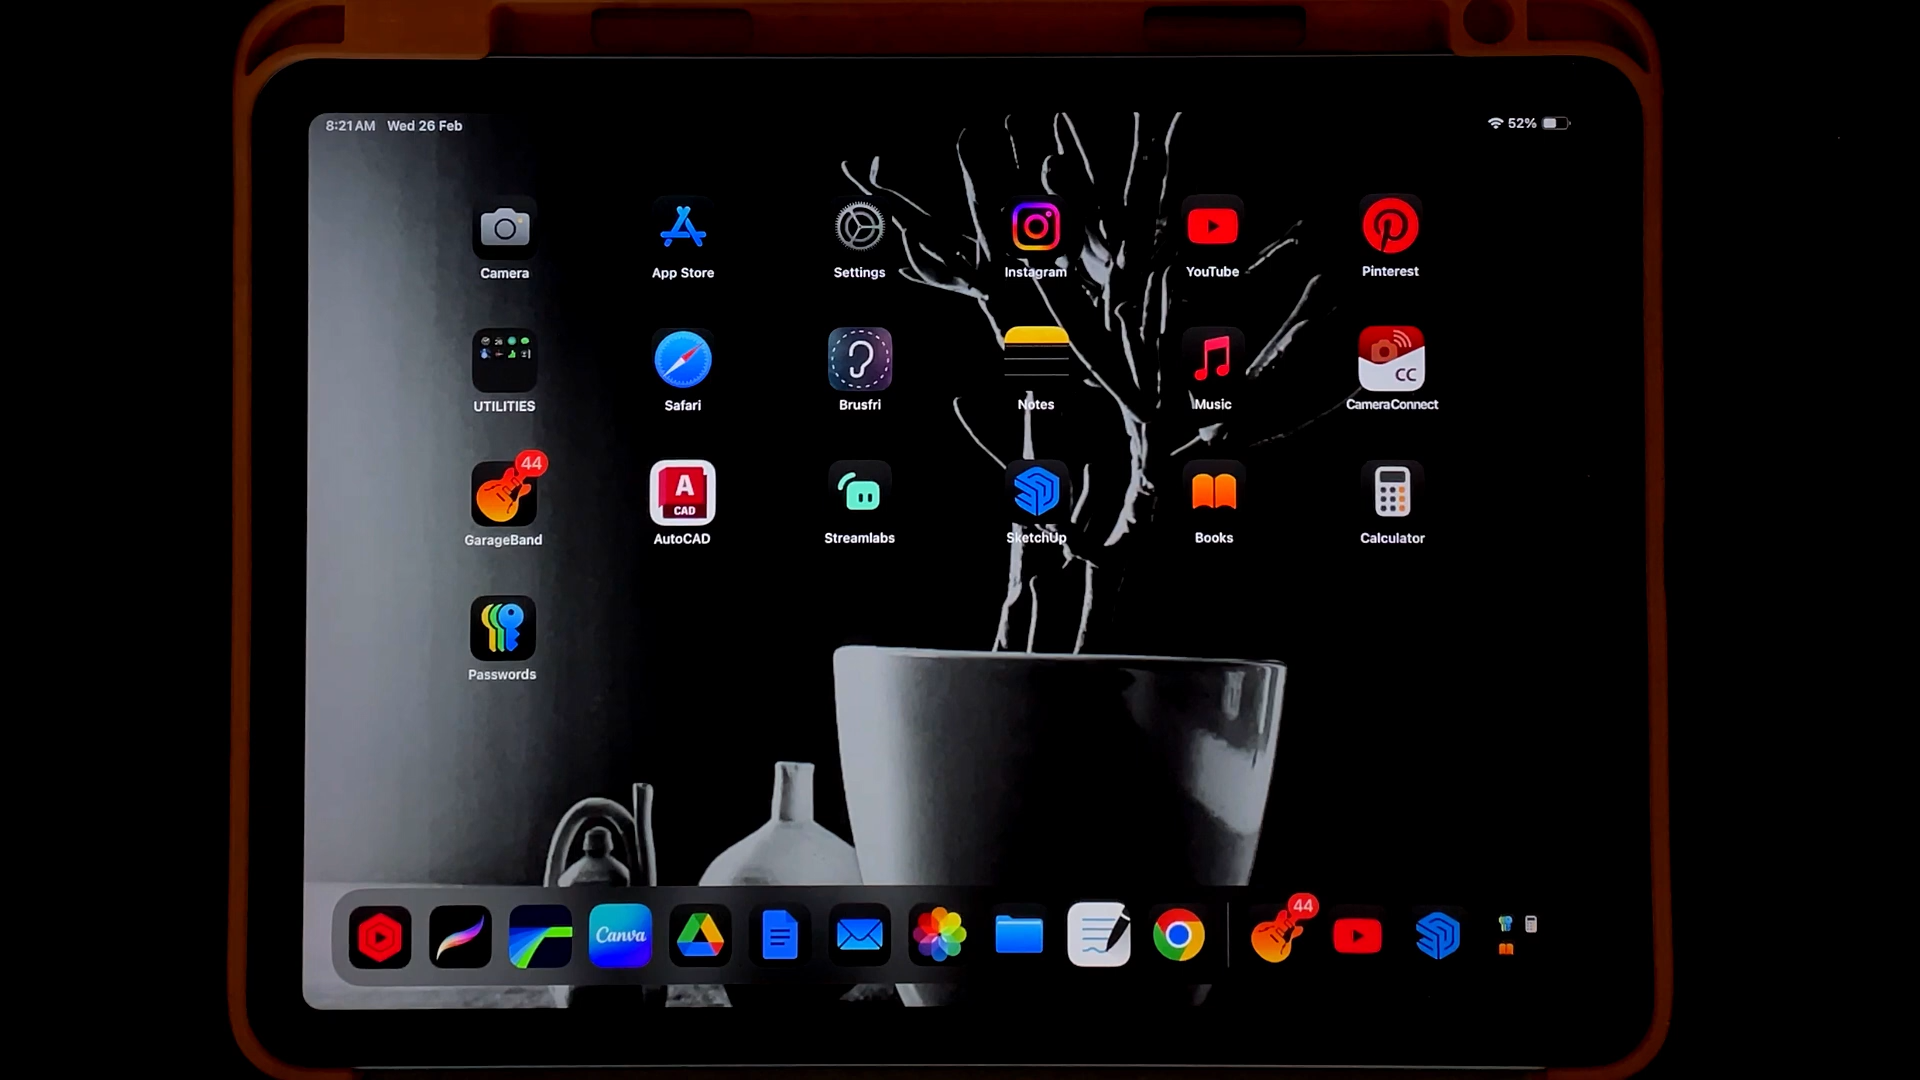 8:21 AM Wed 26 Feb
52%
Camera
App Store
Settings
Instagram
YouTube
Pinterest
UTILITIES
Safari
Brusfri
Notes
Music
CC
CameraConnect
44
GarageBand
A
CAD
AutoCAD
Streamlabs
SketchUp
Books
Calculator
Passwords
Canva
44